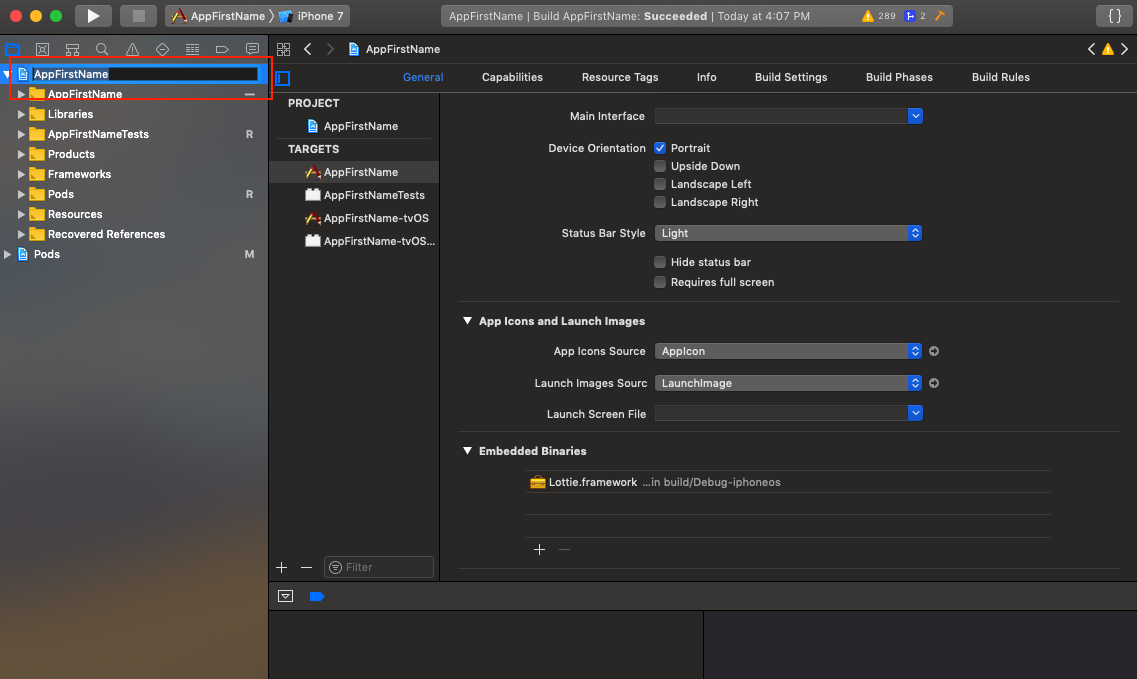 AppFirstName 〉 iPhone 7
AppFirstName | Build AppFirstName: Succeeded | Today at 4:07 PM
289
2
{ }
AppFirstName
General
Capabilities
Resource Tags
Info
Build Settings
Build Phases
Build Rules
AppFirstName
AppFirstName
Libraries
AppFirstNameTests R
Products
Frameworks
Pods R
Resources
Recovered References
Pods M
PROJECT
AppFirstName
TARGETS
AppFirstName
AppFirstNameTests
AppFirstName-tvOS
AppFirstName-tvOS...
Filter
Main Interface
Device Orientation Portrait
Upside Down
Landscape Left
Landscape Right
Status Bar Style Light
Hide status bar
Requires full screen
App Icons and Launch Images
App Icons Source AppIcon
Launch Images Sourc LaunchImage
Launch Screen File
Embedded Binaries
Lottie.framework ...in build/Debug-iphoneos